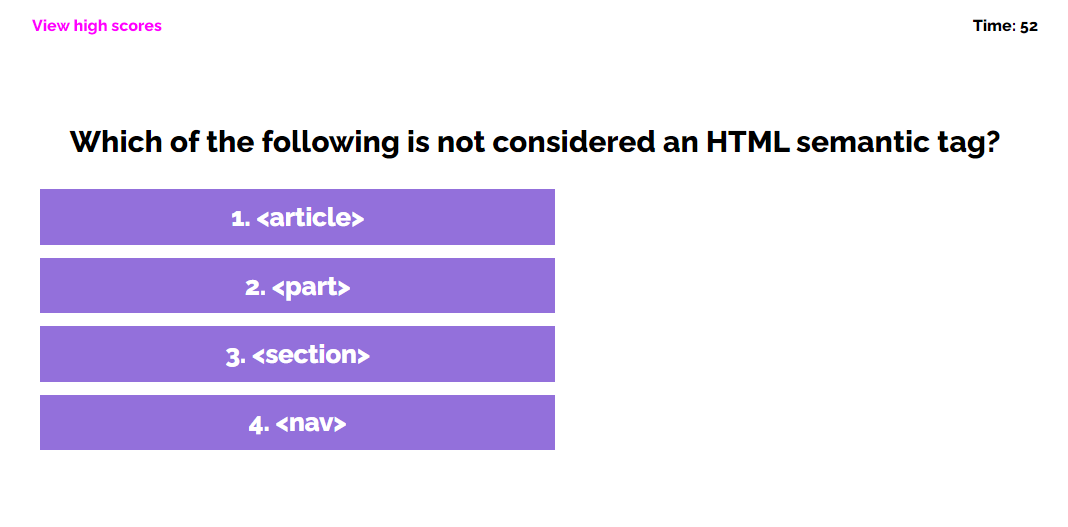 View high scores
Time: 52
Which of the following is not considered an HTML semantic tag?
1. <article>
2. <part>
3. <section>
4. <nav>